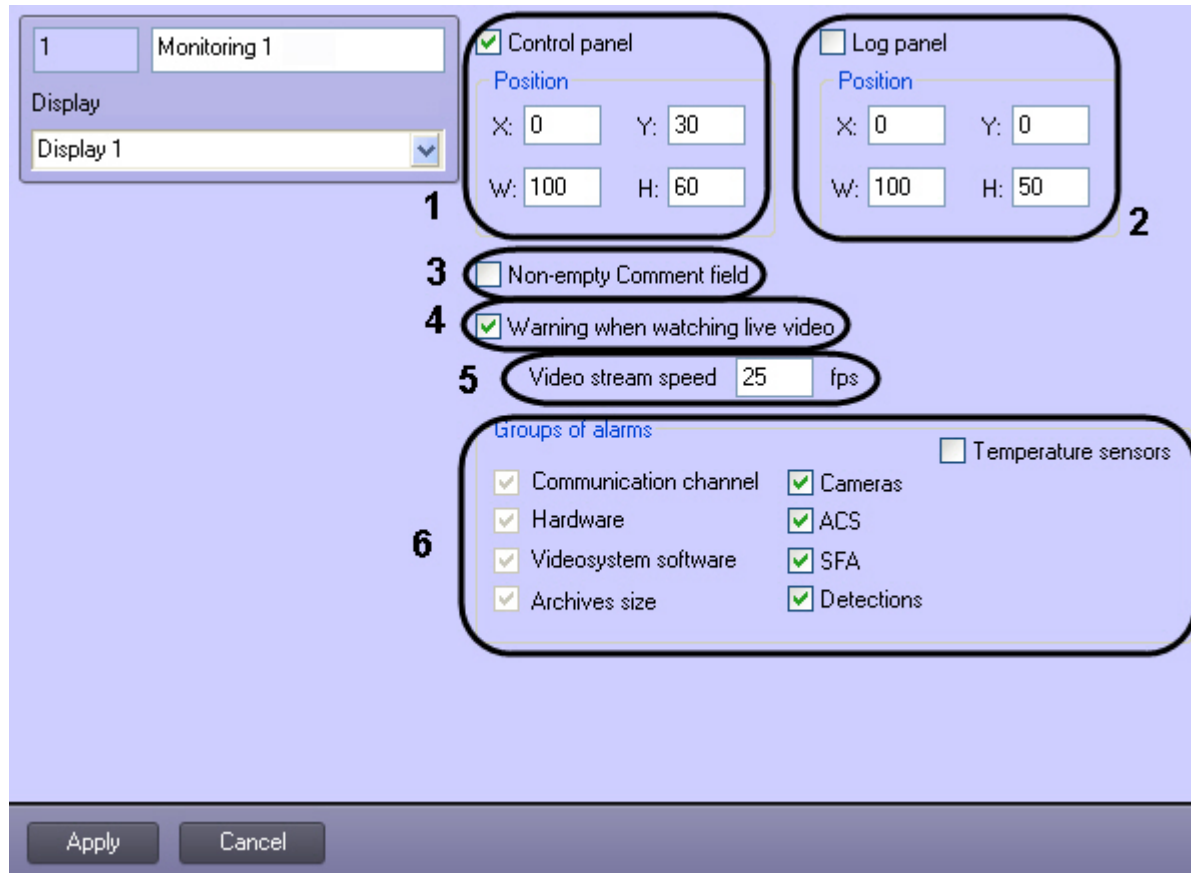 1 Monitoring 1
Display
Display 1
Control panel
Position
X: 0 Y: 30
W: 100 H: 60
1
Log panel
Position
X: 0 Y: 0
W: 100 H: 50
2
3 Non-empty Comment field
4 Warning when watching live video
5 Video stream speed 25 fps
Groups of alarms
Temperature sensors
Communication channel Cameras
Hardware ACS
6
Videosystem software SFA
Archives size Detections
Apply Cancel